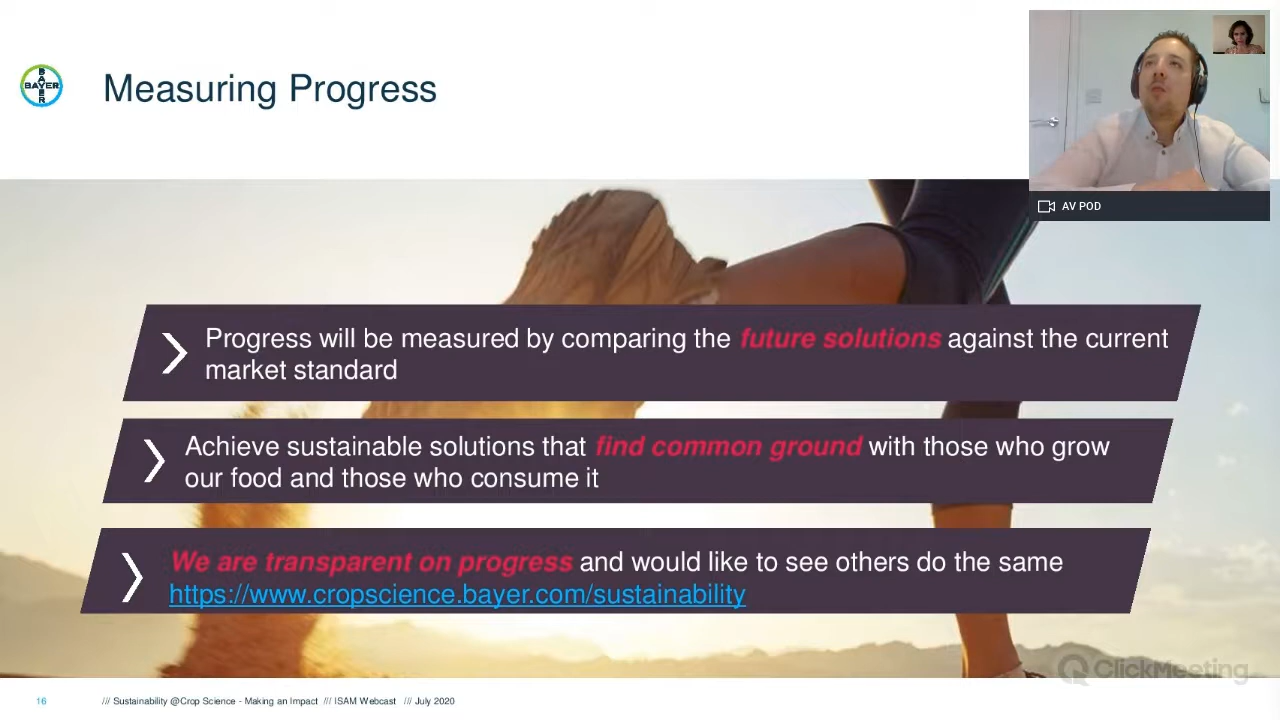 BAYER
BAYER
Measuring Progress
AV POD
Progress will be measured by comparing the future solutions against the current
market standard
Achieve sustainable solutions that find common ground with those who grow
our food and those who consume it
We are transparent on progress and would like to see others do the same
https://www.cropscience.bayer.com/sustainability
ClickMeeting
16
/// Sustainability @Crop Science - Making an Impact /// ISAM Webcast /// July 2020